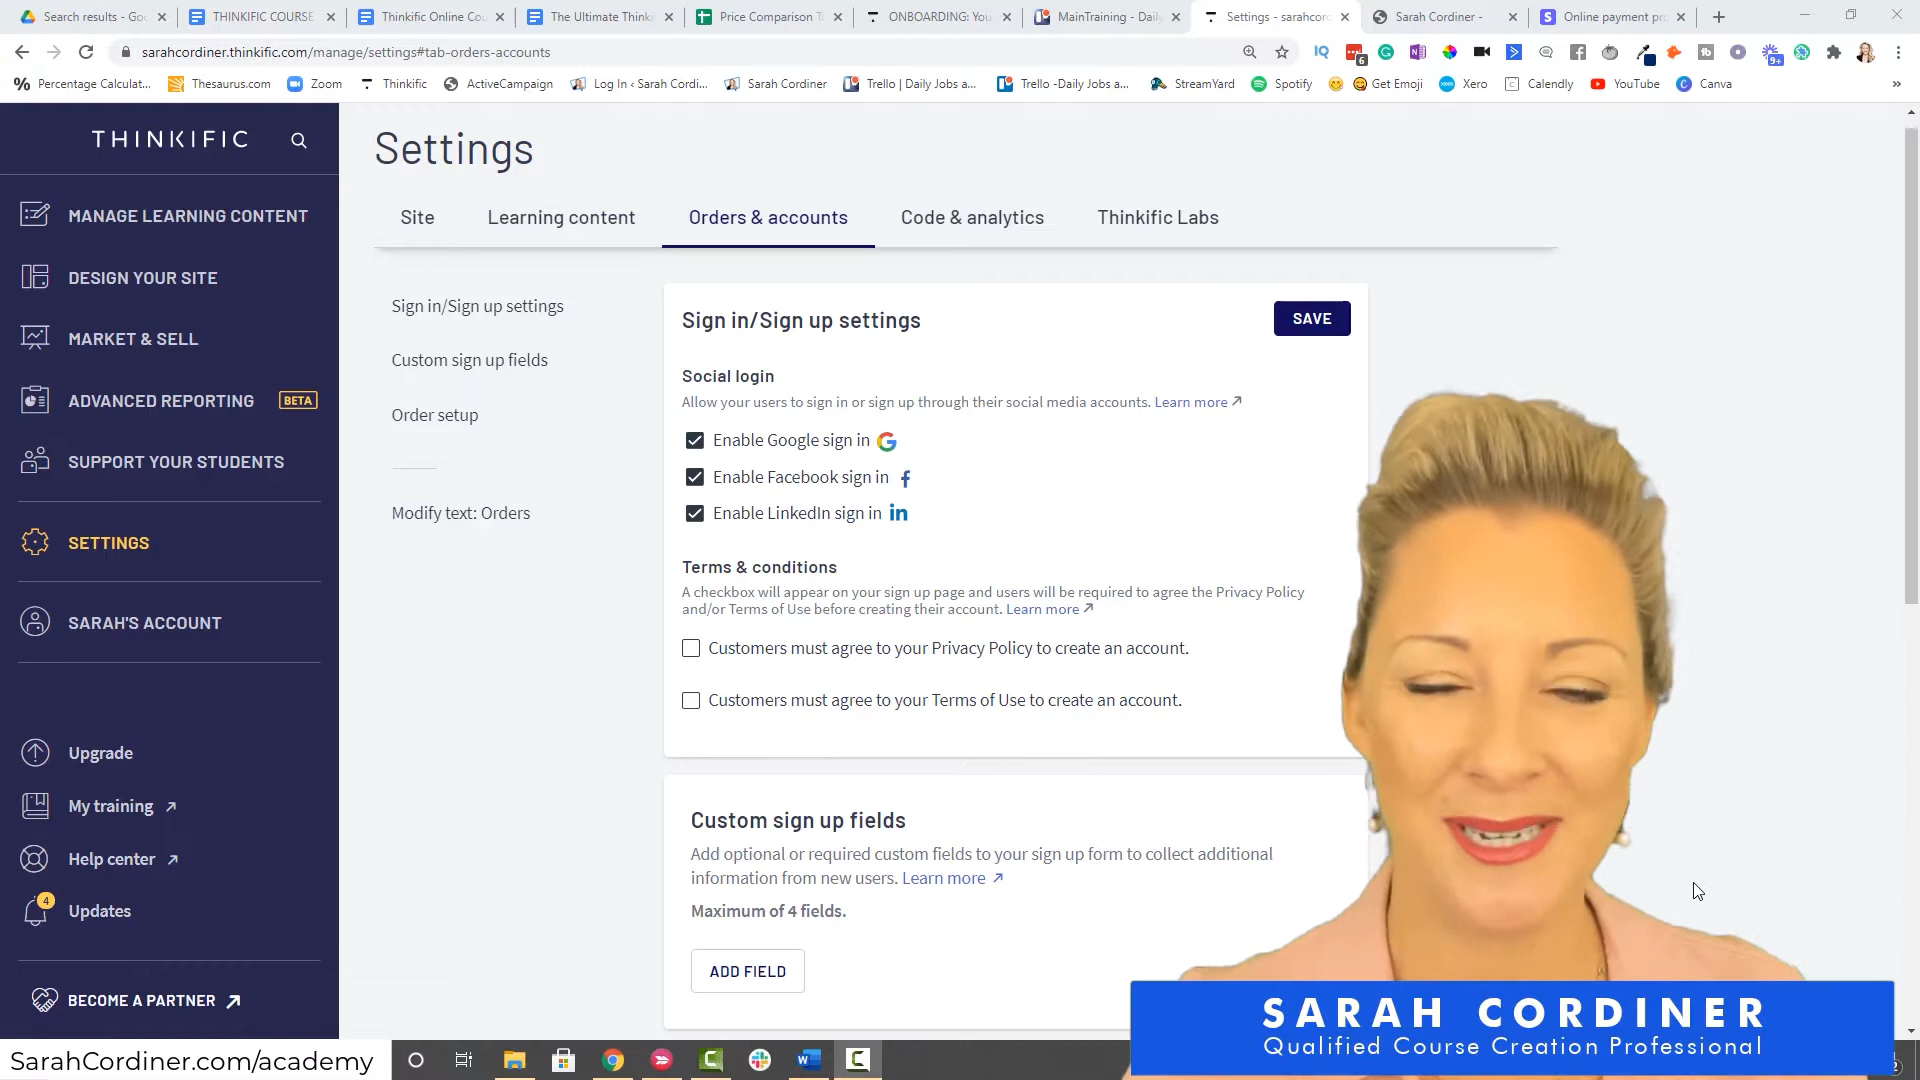 Search results - Goo
THINKIFIC COURSE
Thinkific Online Cou
The Ultimate Think
Price Comparison T
ONBOARDING: You
MainTraining - Daily
Settings - sarahcord
Sarah Cordiner -
Online payment pro
sarahcordiner.thinkific.com/manage/settings#tab-orders-accounts
Percentage Calculat...
Thesaurus.com
Zoom
Thinkific
ActiveCampaign
Log In ‹ Sarah Cordi...
Sarah Cordiner
Trello | Daily Jobs a...
Trello -Daily Jobs a...
StreamYard
Spotify
Get Emoji
Xero
Calendly
YouTube
Canva
THINKIFIC
MANAGE LEARNING CONTENT
DESIGN YOUR SITE
MARKET & SELL
ADVANCED REPORTING BETA
SUPPORT YOUR STUDENTS
SETTINGS
SARAH'S ACCOUNT
Upgrade
My training
Help center
4
Updates
BECOME A PARTNER
Settings
Site
Learning content
Orders & accounts
Code & analytics
Thinkific Labs
Sign in/Sign up settings
Custom sign up fields
Order setup
Modify text: Orders
Sign in/Sign up settings
SAVE
Social login
Allow your users to sign in or sign up through their social media accounts. Learn more
Enable Google sign in
Enable Facebook sign in
Enable LinkedIn sign in
Terms & conditions
A checkbox will appear on your sign up page and users will be required to agree the Privacy Policy
and/or Terms of Use before creating their account. Learn more
Customers must agree to your Privacy Policy to create an account.
Customers must agree to your Terms of Use to create an account.
Custom sign up fields
Add optional or required custom fields to your sign up form to collect additional
information from new users. Learn more
Maximum of 4 fields.
ADD FIELD
SARAH CORDINER
Qualified Course Creation Professional
SarahCordiner.com/academy